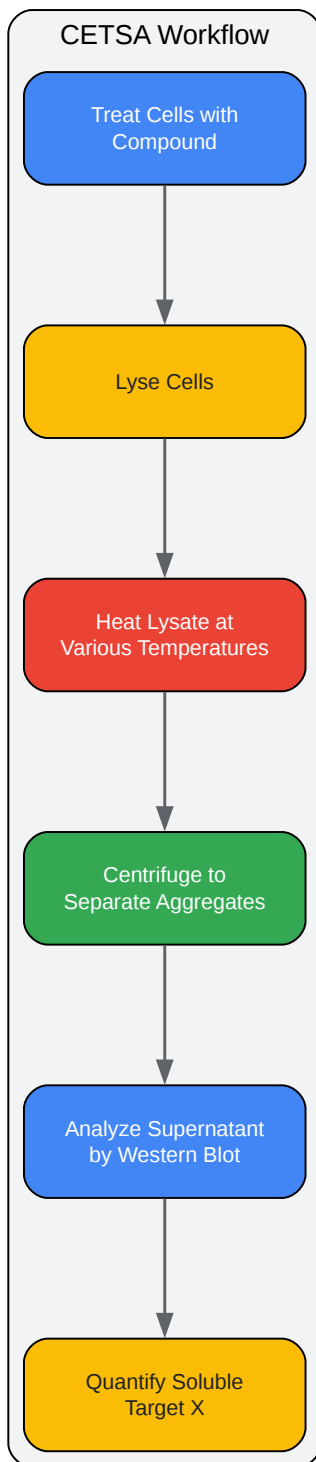 CETSA Workflow
Treat Cells with
Compound
Lyse Cells
Heat Lysate at
Various Temperatures
Centrifuge to
Separate Aggregates
Analyze Supernatant
by Western Blot
Quantify Soluble
Target X